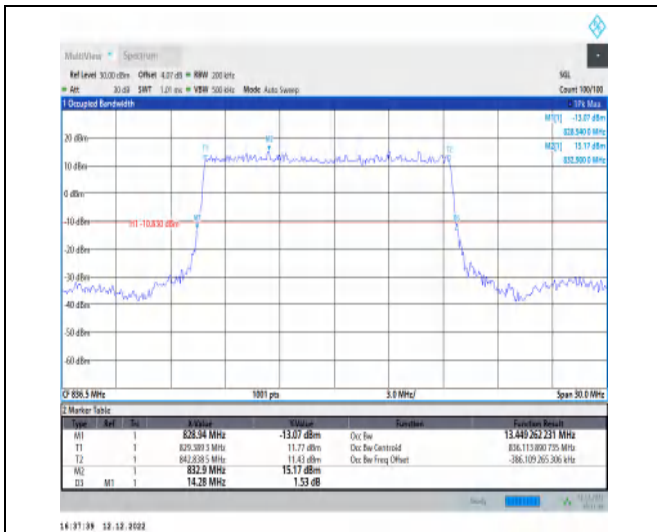 MultiView Spectrum
Ref Level 30.00 dBm Offset 4.07 dB RBW 200 kHz SGL
Att 30 dB SWT 1.01 ms VBW 500 kHz Mode Auto Sweep Count 100/100
1 Occupied Bandwidth 1Pk Max
M1[1] -13.07 dBm
828.940 0 MHz
M2[1] 15.17 dBm
832.900 0 MHz
20 dBm
10 dBm
0 dBm
-10 dBm
H1 -10.830 dBm
-20 dBm
-30 dBm
-40 dBm
-50 dBm
-60 dBm
CF 836.5 MHz 1001 pts 3.0 MHz/ Span 30.0 MHz
2 Marker Table
Type Ref Trc X-Value Y-Value Function Function Result
M1 1 828.94 MHz -13.07 dBm Occ Bw 13.449 262 231 MHz
T1 1 829.389 3 MHz 11.77 dBm Occ Bw Centroid 836.113 890 735 MHz
T2 1 842.838 5 MHz 11.43 dBm Occ Bw Freq Offset -386.109 265 306 kHz
M2 1 832.9 MHz 15.17 dBm
D3 M1 1 14.28 MHz 1.53 dB
Ready
16:37:39 12.12.2022